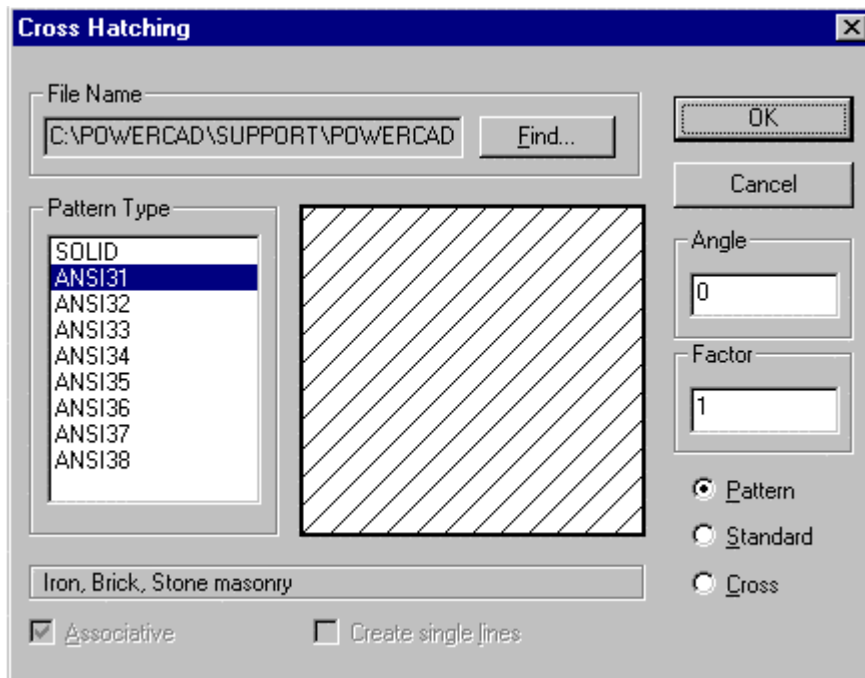 Cross Hatching
File Name
C:\POWERCAD\SUPPORT\POWERCAD
Find...
OK
Cancel
Pattern Type
SOLID
ANSI31
ANSI32
ANSI33
ANSI34
ANSI35
ANSI36
ANSI37
ANSI38
Angle
0
Factor
1
Pattern
Standard
Cross
Iron, Brick, Stone masonry
Associative
Create single lines